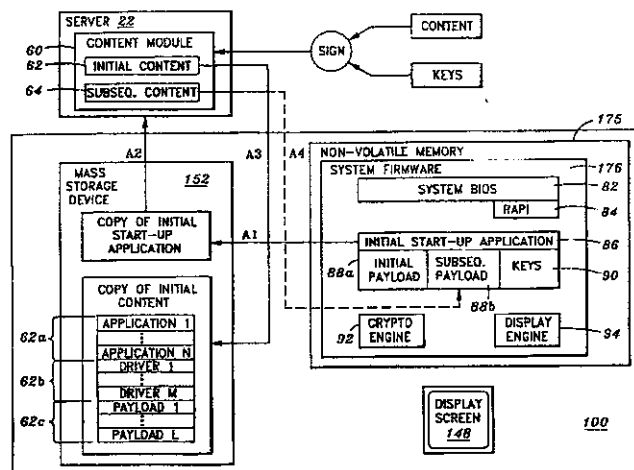 SERVER 22
60
CONTENT MODULE
62
INITIAL CONTENT
64
SUBSEQ. CONTENT
SIGN
CONTENT
KEYS
175
A2
A3
A4
NON-VOLATILE MEMORY
SYSTEM FIRMWARE
176
SYSTEM BIOS
82
RAPI
84
MASS
STORAGE
DEVICE
152
COPY OF INITIAL
START-UP
APPLICATION
A1
INITIAL START-UP APPLICATION
86
88a
INITIAL
PAYLOAD
SUBSEQ.
PAYLOAD
KEYS
90
88b
COPY OF INITIAL
CONTENT
62a
APPLICATION 1
APPLICATION N
62b
DRIVER 1
DRIVER M
62c
PAYLOAD 1
PAYLOAD L
92
CRYPTO
ENGINE
DISPLAY
ENGINE
94
DISPLAY
SCREEN
148
100